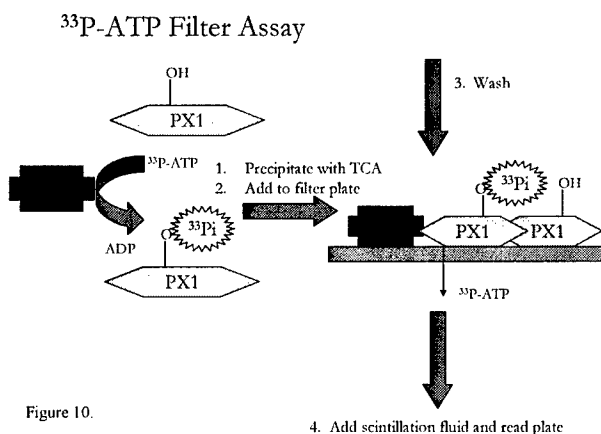 ³³P-ATP Filter Assay
OH
PX1
³³P-ATP
ADP
O
³³Pi
PX1
1. Precipitate with TCA
2. Add to filter plate
3. Wash
O
³³Pi
OH
PX1
PX1
³³P-ATP
4. Add scintillation fluid and read plate
Figure 10.